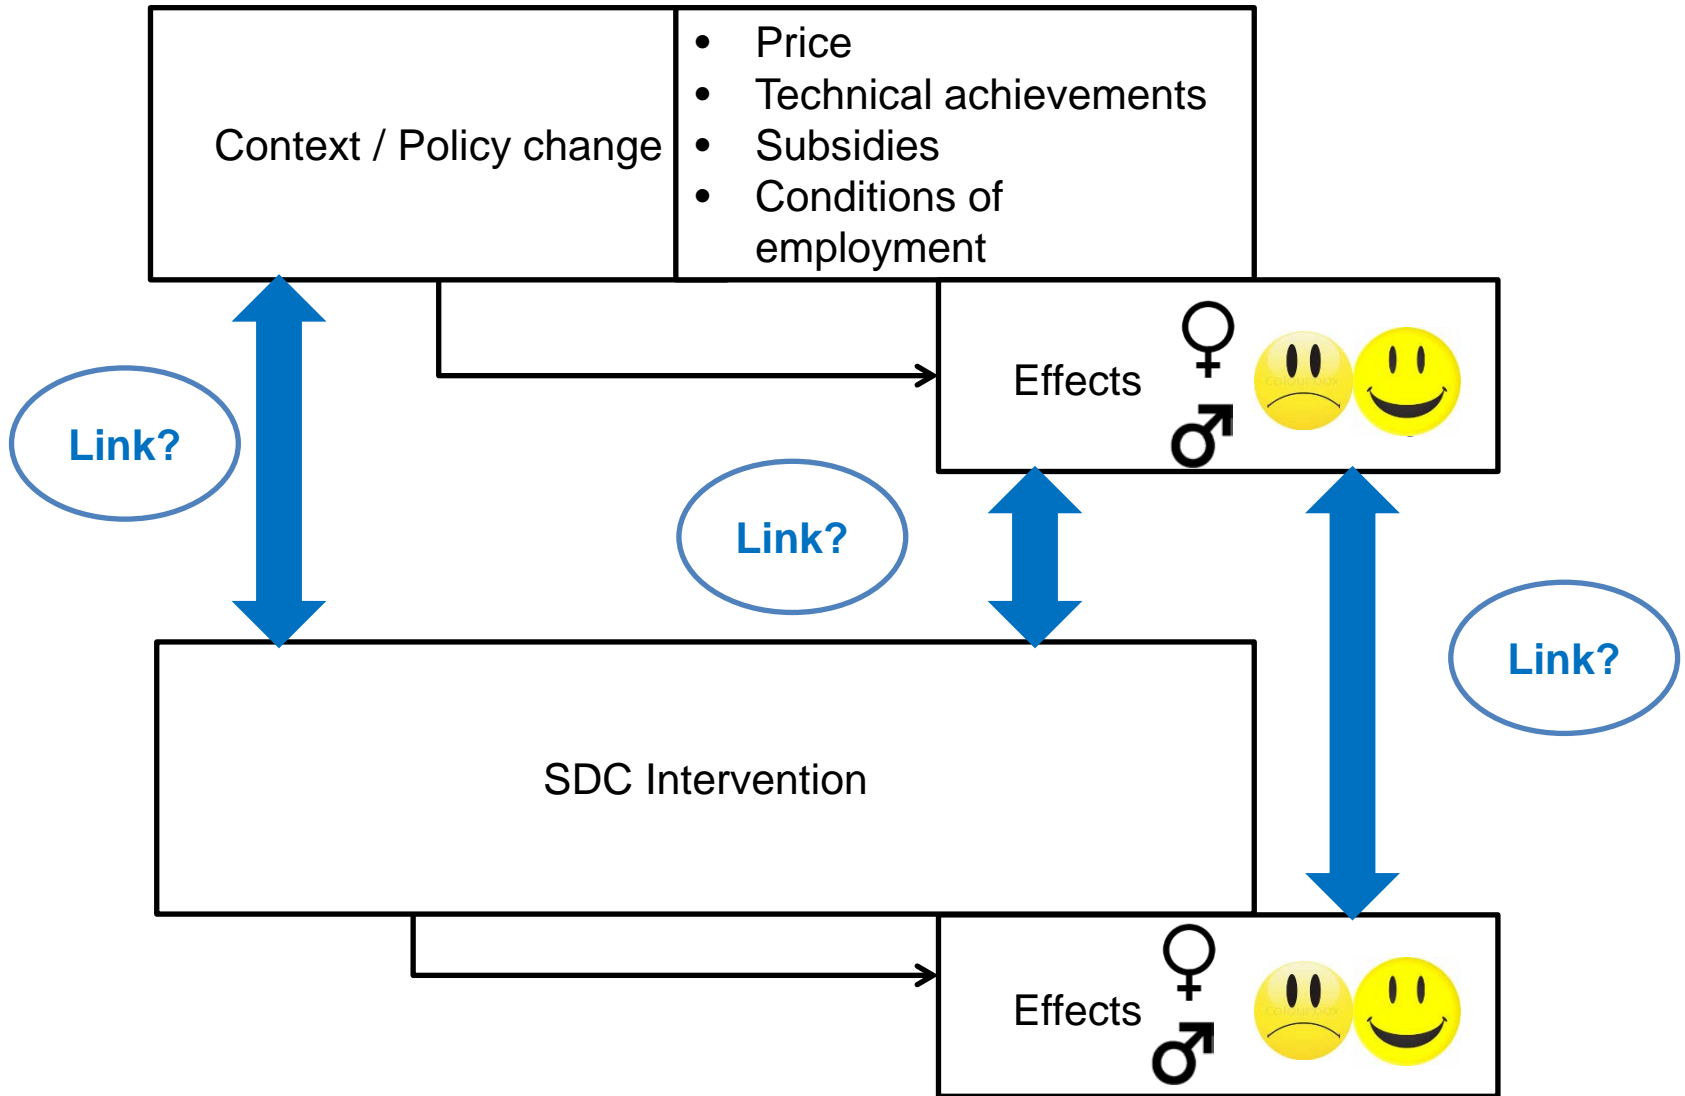 Context / Policy change
• Price
• Technical achievements
• Subsidies
• Conditions of
employment
Effects
Link?
Link?
Link?
SDC Intervention
Effects